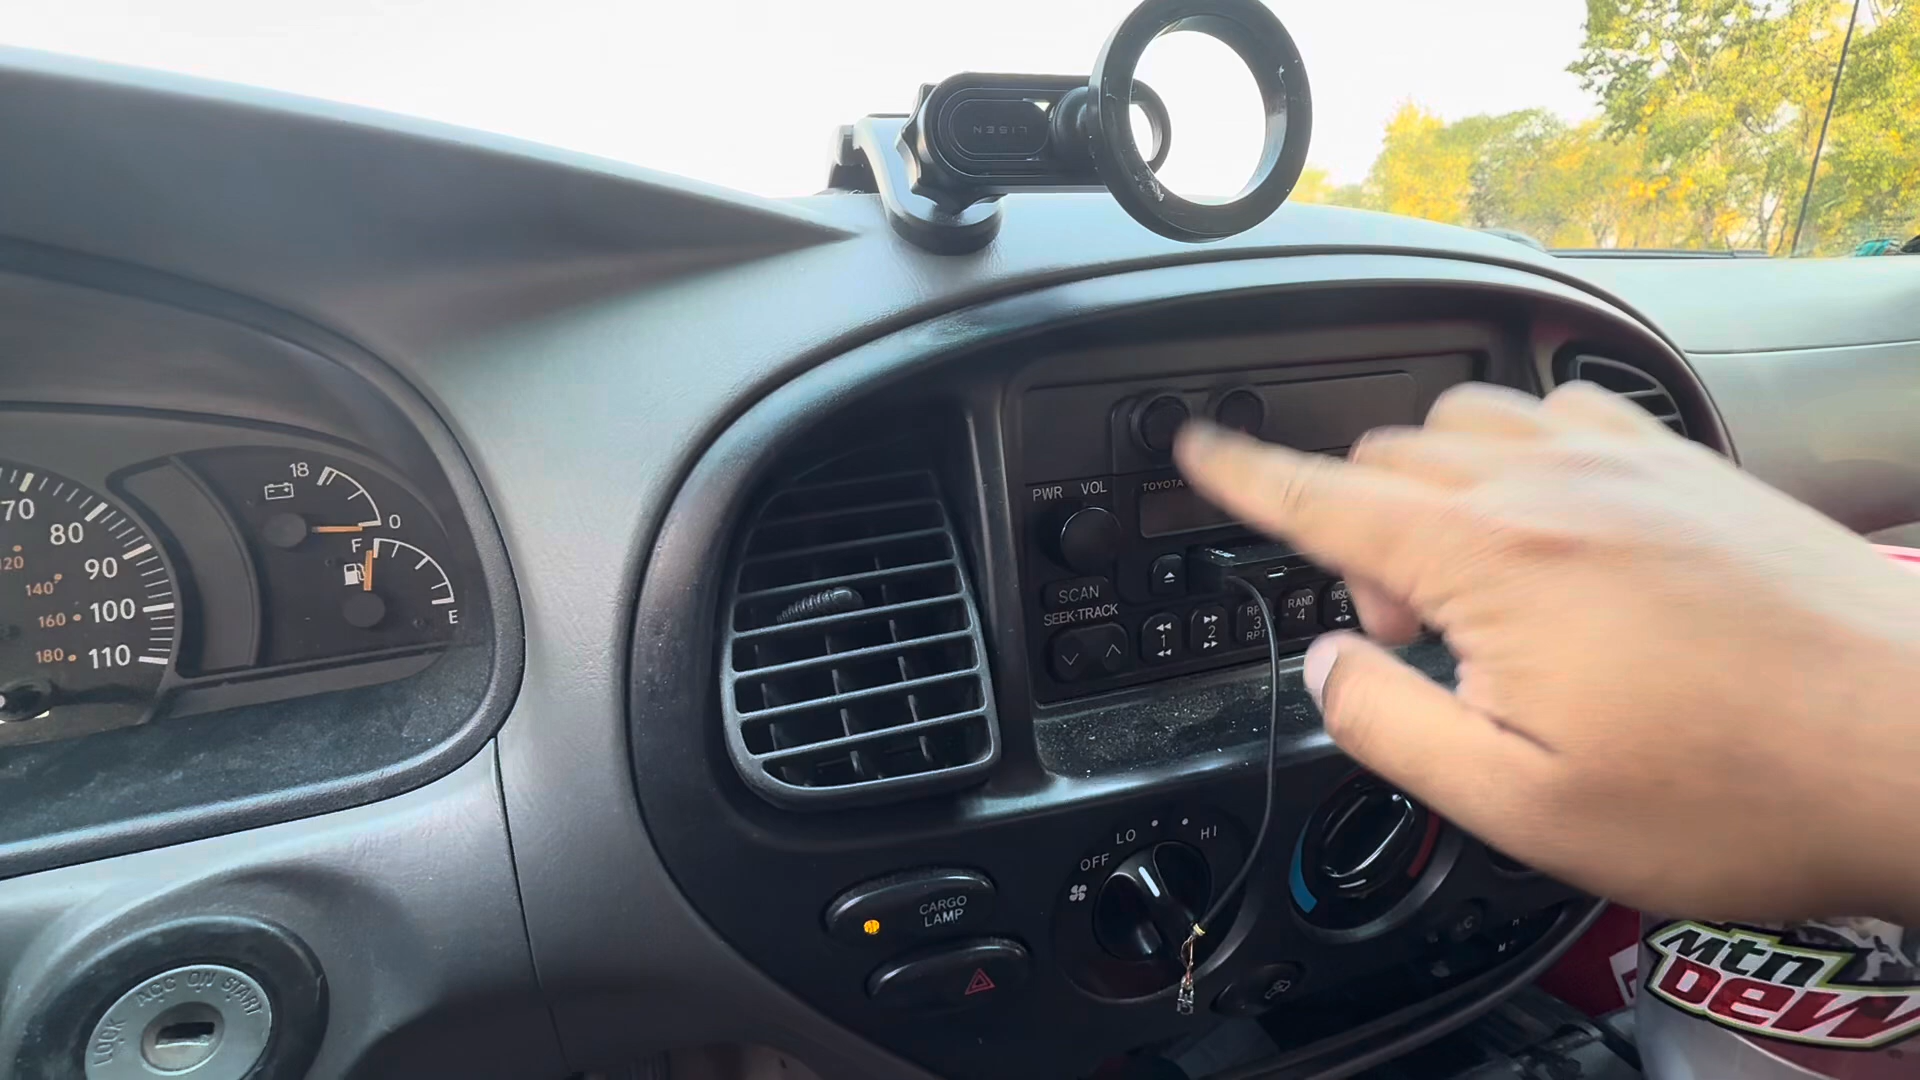 LISEN
18
0
F
E
70
80
90
100
110
120
140
160
180
PWR VOL
TOYOTA
SCAN
SEEK·TRACK
1
2
3
RPT
RAND
4
DISC
5
LO
HI
OFF
CARGO
LAMP
LOCK ACC ON START
Mtn
Dew